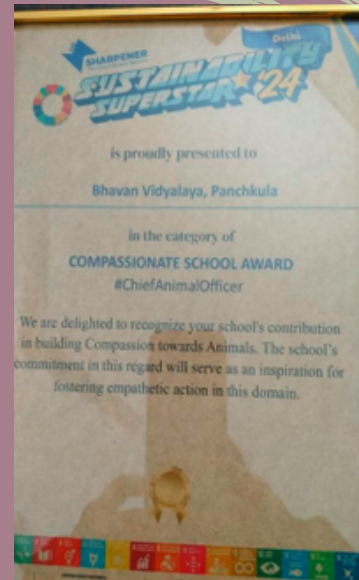 Delhi
SHARPENER
SUSTAINABILITY
SUPERSTAR '24
is proudly presented to
Bhavan Vidyalaya, Panchkula
in the category of
COMPASSIONATE SCHOOL AWARD
#ChiefAnimalOfficer
We are delighted to recognize your school's contribution
in building Compassion towards Animals. The school's
commitment in this regard will serve as an inspiration for
fostering empathetic action in this domain.